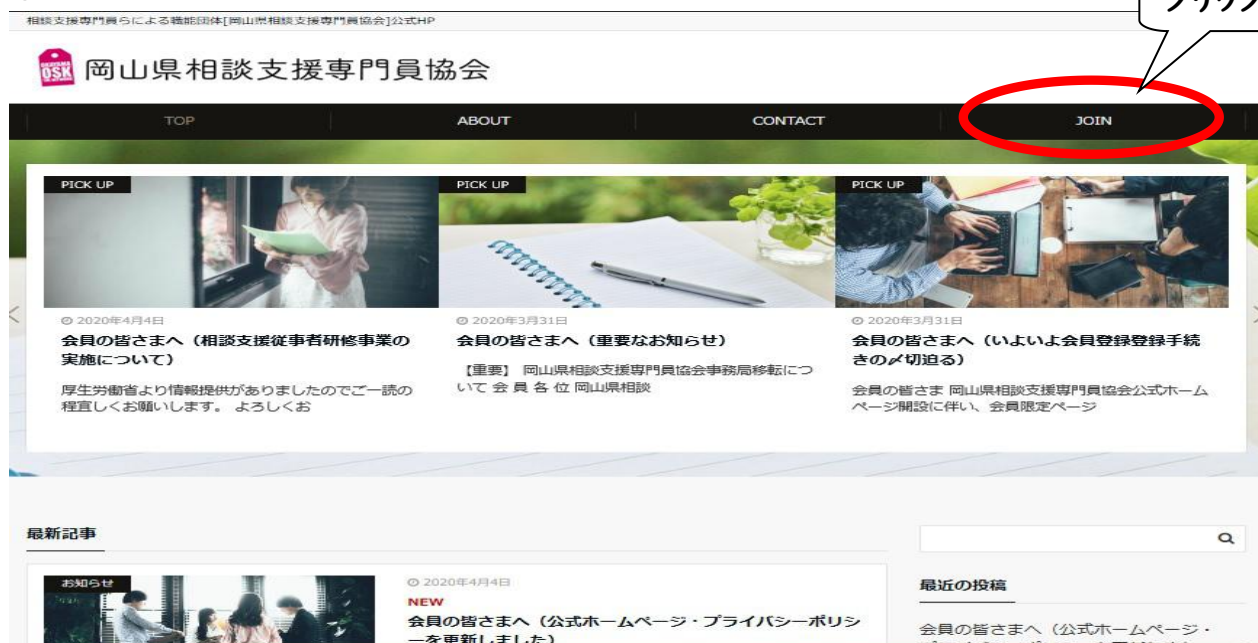 相談支援専門員らによる職能団体[岡山県相談支援専門員協会]公式HP
OSK
岡山県相談支援専門員協会
TOP
ABOUT
CONTACT
JOIN
PICK UP
2020年4月4日
会員の皆さまへ（相談支援従事者研修事業の
実施について）
厚生労働省より情報提供がありましたのでご一読の
程宜しくお願いします。 よろしくお
PICK UP
2020年3月31日
会員の皆さまへ（重要なお知らせ）
【重要】 岡山県相談支援専門員協会事務局移転につ
いて 会 員 各 位 岡山県相談
PICK UP
2020年3月31日
会員の皆さまへ（いよいよ会員登録登録手続
きの〆切迫る）
会員の皆さま 岡山県相談支援専門員協会公式ホーム
ページ開設に伴い、会員限定ページ
最新記事
お知らせ
2020年4月4日
NEW
会員の皆さまへ（公式ホームページ・プライバシーポリシ
ーを更新しました）
最近の投稿
会員の皆さまへ（公式ホームページ・